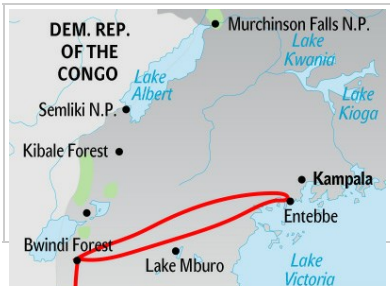 DEM. REP.
OF THE
CONGO
Murchinson Falls N.P.
Lake
Kwania
Lake
Albert
Lake
Kioga
Semliki N.P.
Kibale Forest
Kampala
Entebbe
Bwindi Forest
Lake Mburo
Lake
Victoria